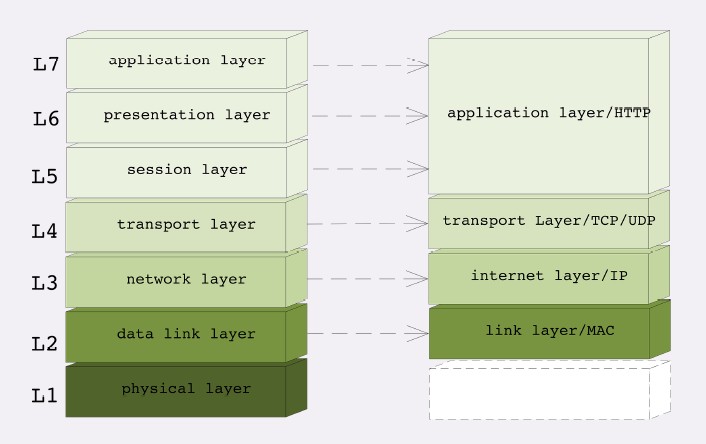 L7 application layer application layer/HTTP
L6 presentation layer
L5 session layer
L4 transport layer transport Layer/TCP/UDP
L3 network layer internet layer/IP
L2 data link layer link layer/MAC
L1 physical layer